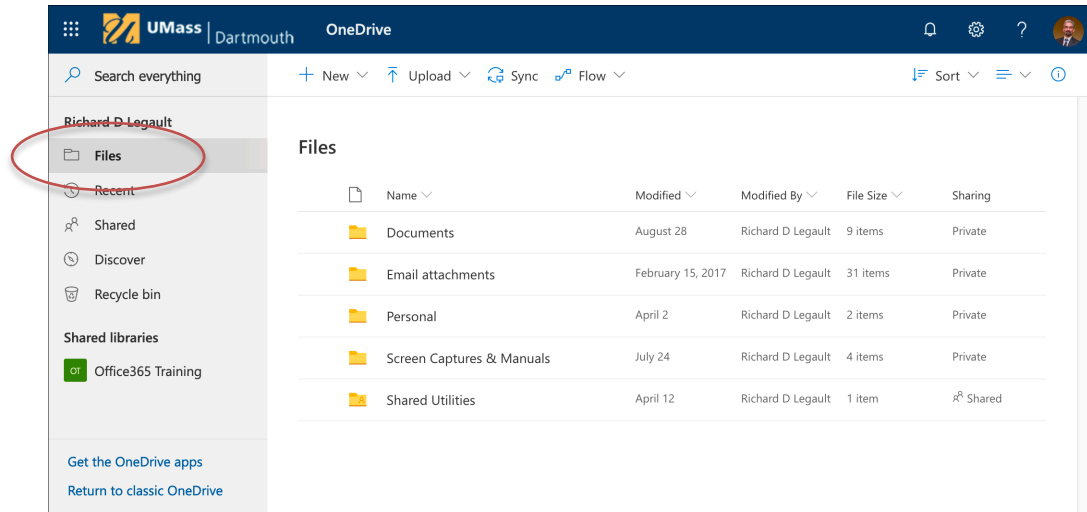 UMass | Dartmouth OneDrive
Search everything
New Upload Sync Flow Sort
Richard D Legault
Files
Recent
Shared
Discover
Recycle bin
Shared libraries
OT Office365 Training
Get the OneDrive apps
Return to classic OneDrive
Files
Name Modified Modified By File Size Sharing
Documents August 28 Richard D Legault 9 items Private
Email attachments February 15, 2017 Richard D Legault 31 items Private
Personal April 2 Richard D Legault 2 items Private
Screen Captures & Manuals July 24 Richard D Legault 4 items Private
Shared Utilities April 12 Richard D Legault 1 item Shared